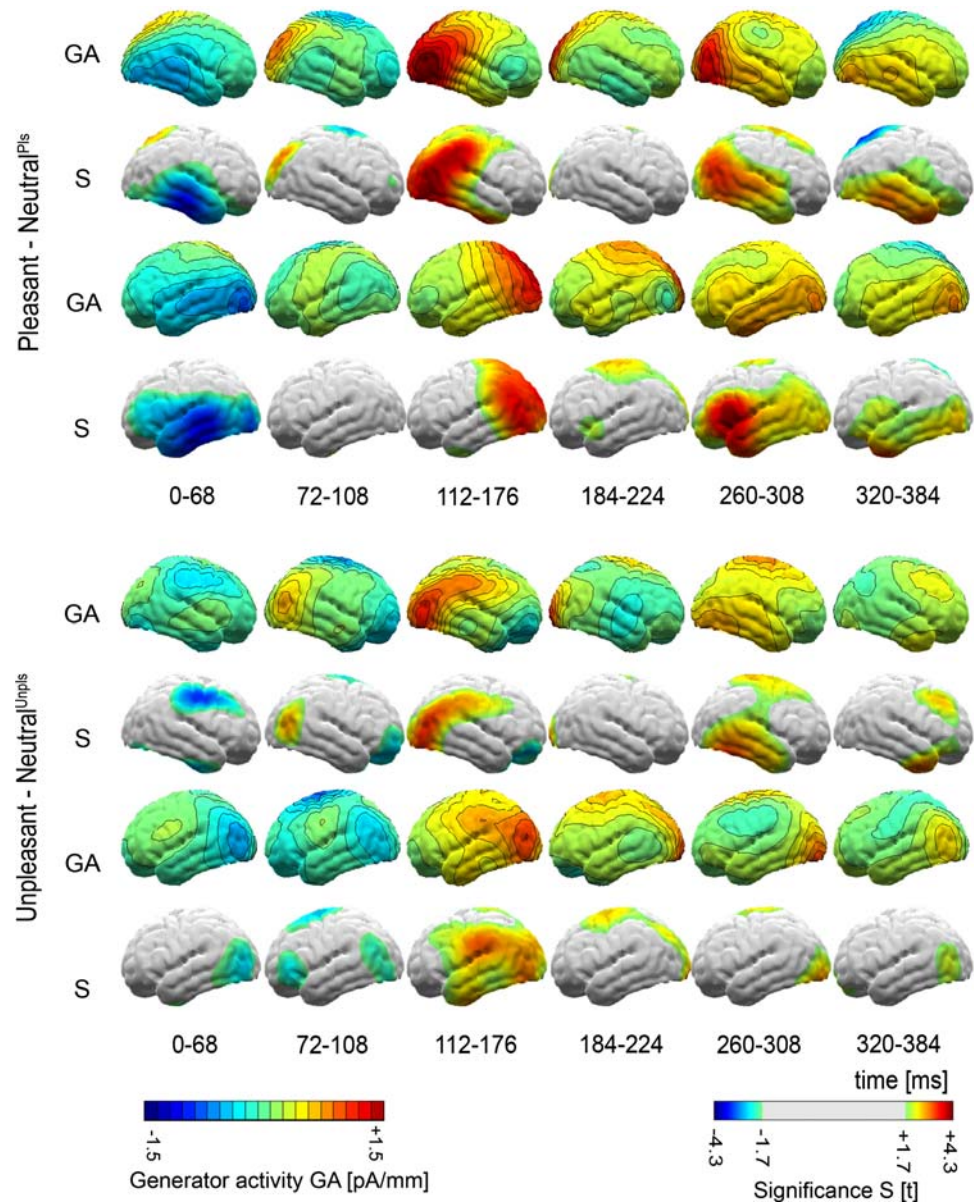 Pleasant - Neutral^Pls
GA
S
GA
S
0-68 72-108 112-176 184-224 260-308 320-384
Unpleasant - Neutral^Unpls
GA
S
GA
S
0-68 72-108 112-176 184-224 260-308 320-384
time [ms]
-1.5 +1.5
Generator activity GA [pA/mm]
-4.3 -1.7 +1.7 +4.3
Significance S [t]